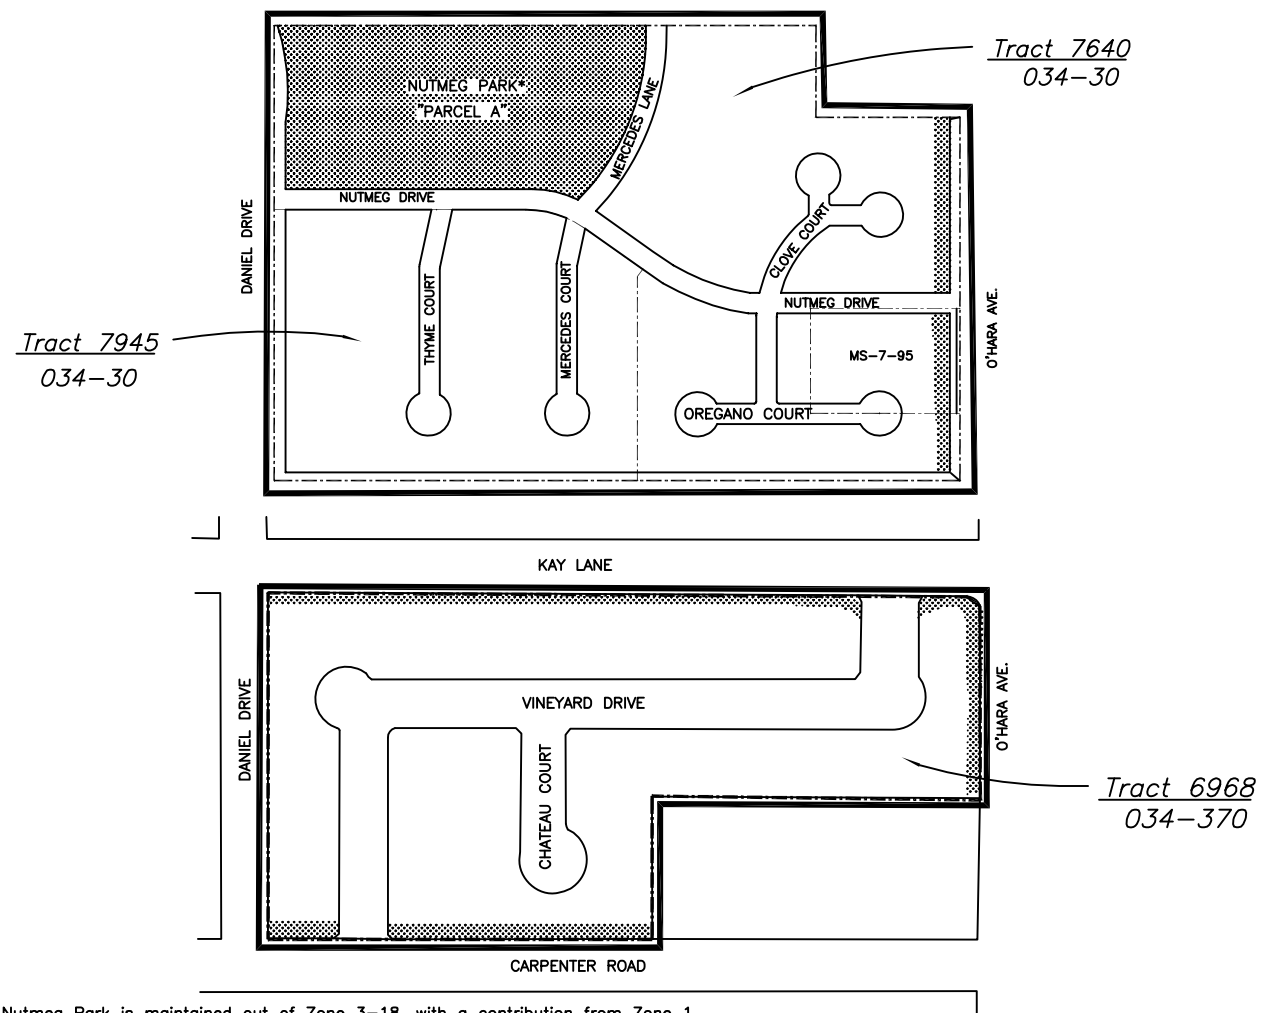 Tract 7640
034-30
NUTMEG PARK*
"PARCEL A"
MERCEDES LANE
NUTMEG DRIVE
DANIEL DRIVE
CLOVE COURT
THYME COURT
MERCEDES COURT
NUTMEG DRIVE
O'HARA AVE.
Tract 7945
034-30
MS-7-95
OREGANO COURT
KAY LANE
DANIEL DRIVE
VINEYARD DRIVE
O'HARA AVE.
CHATEAU COURT
Tract 6968
034-370
CARPENTER ROAD
Nutmeg Park is maintained out of Zone 3-18, with a contribution from Zone 1